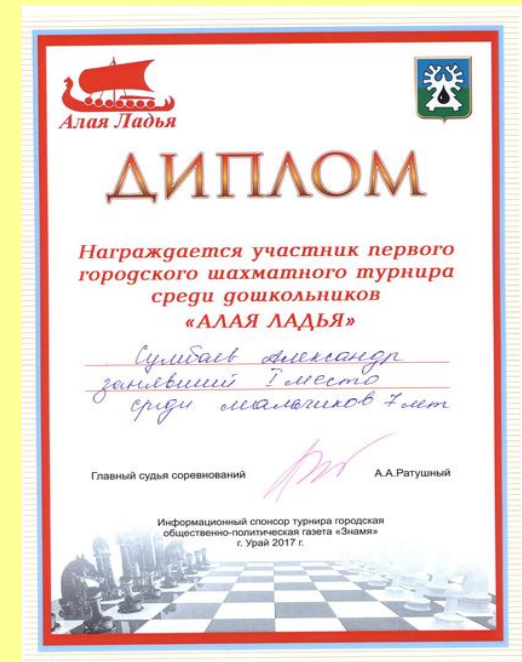 Алая Ладья
ДИПЛОМ
Награждается участник первого
городского шахматного турнира
среди дошкольников
«АЛАЯ ЛАДЬЯ»
Сумбаев Александр
занявший I место
среди мальчиков 7 лет
Главный судья соревнований А.А.Ратушный
Информационный спонсор турнира городская
общественно-политическая газета «Знамя»
г. Урай 2017 г.